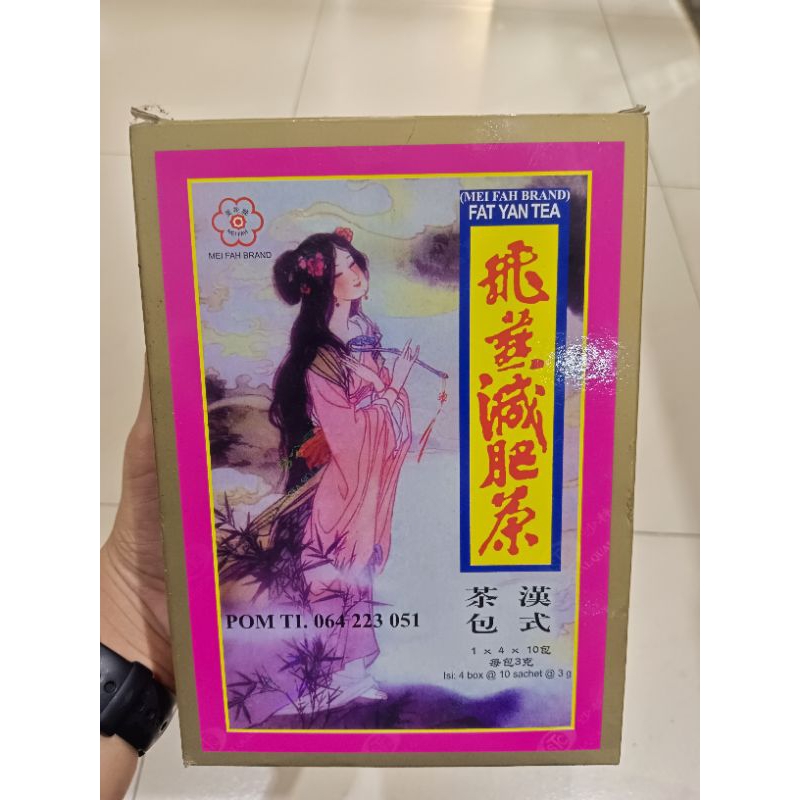 MEI FAH
MEI FAH BRAND
(MEI FAH BRAND)
FAT YAN TEA
飛燕減肥茶
漢式
茶包
1 x 4 x 10包
每包3克
Isi: 4 box @ 10 sachet @ 3 g
POM TI. 064 223 051